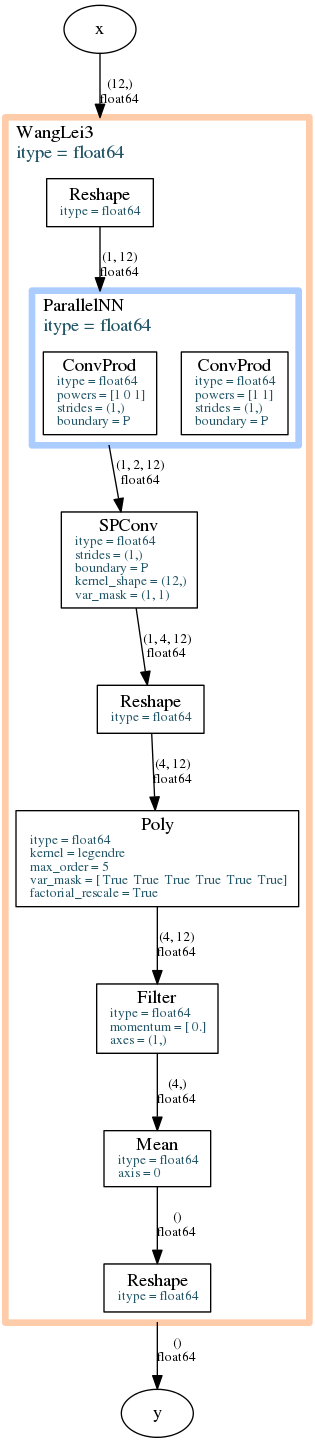 x
(12,)
float64
WangLei3
itype = float64
Reshape
itype = float64
(1, 12)
float64
ParallelNN
itype = float64
ConvProd
itype = float64
powers = [1 0 1]
strides = (1,)
boundary = P
ConvProd
itype = float64
powers = [1 1]
strides = (1,)
boundary = P
(1, 2, 12)
float64
SPConv
itype = float64
strides = (1,)
boundary = P
kernel_shape = (12,)
var_mask = (1, 1)
(1, 4, 12)
float64
Reshape
itype = float64
(4, 12)
float64
Poly
itype = float64
kernel = legendre
max_order = 5
var_mask = [ True  True  True  True  True  True]
factorial_rescale = True
(4, 12)
float64
Filter
itype = float64
momentum = [ 0.]
axes = (1,)
(4,)
float64
Mean
itype = float64
axis = 0
()
float64
Reshape
itype = float64
()
float64
y